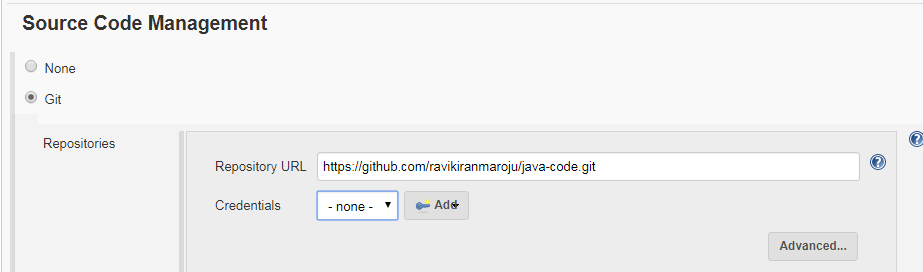 Source Code Management
None
Git
Repositories
Repository URL https://github.com/ravikiranmaroju/java-code.git
Credentials - none - Add
Advanced...